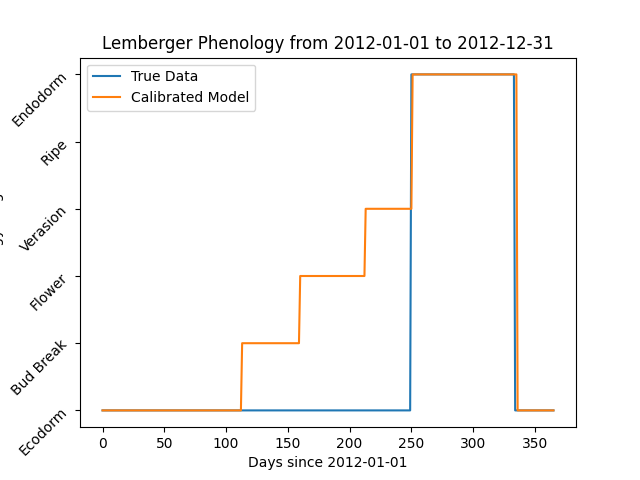 Lemberger Phenology from 2012-01-01 to 2012-12-31
True Data
Calibrated Model
Endodorm
Ripe
Verasion
Flower
Bud Break
Ecodorm
0 50 100 150 200 250 300 350
Days since 2012-01-01